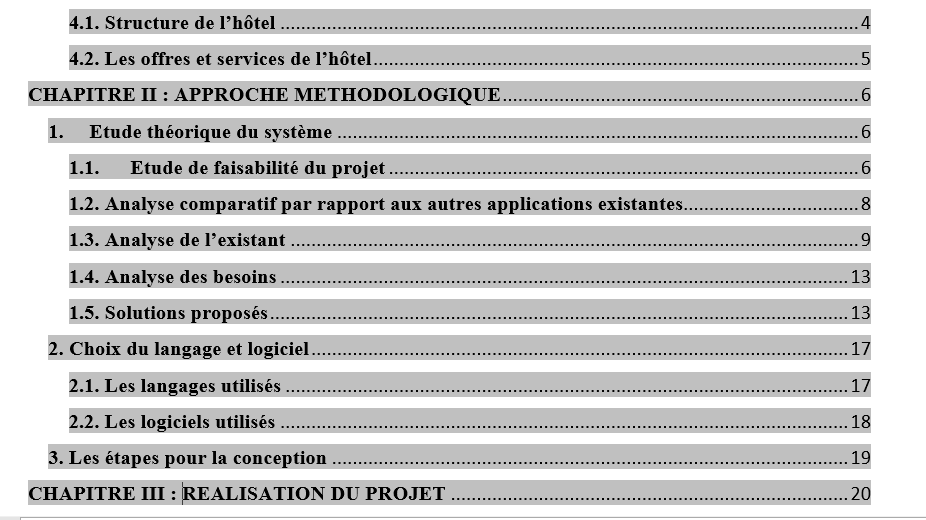 4.1. Structure de l’hôtel ........ 4
4.2. Les offres et services de l’hôtel ........ 5
CHAPITRE II : APPROCHE METHODOLOGIQUE ........ 6
1. Etude théorique du système ........ 6
1.1. Etude de faisabilité du projet ........ 6
1.2. Analyse comparatif par rapport aux autres applications existantes ........ 8
1.3. Analyse de l’existant ........ 9
1.4. Analyse des besoins ........ 13
1.5. Solutions proposés ........ 13
2. Choix du langage et logiciel ........ 17
2.1. Les langages utilisés ........ 17
2.2. Les logiciels utilisés ........ 18
3. Les étapes pour la conception ........ 19
CHAPITRE III : REALISATION DU PROJET ........ 20